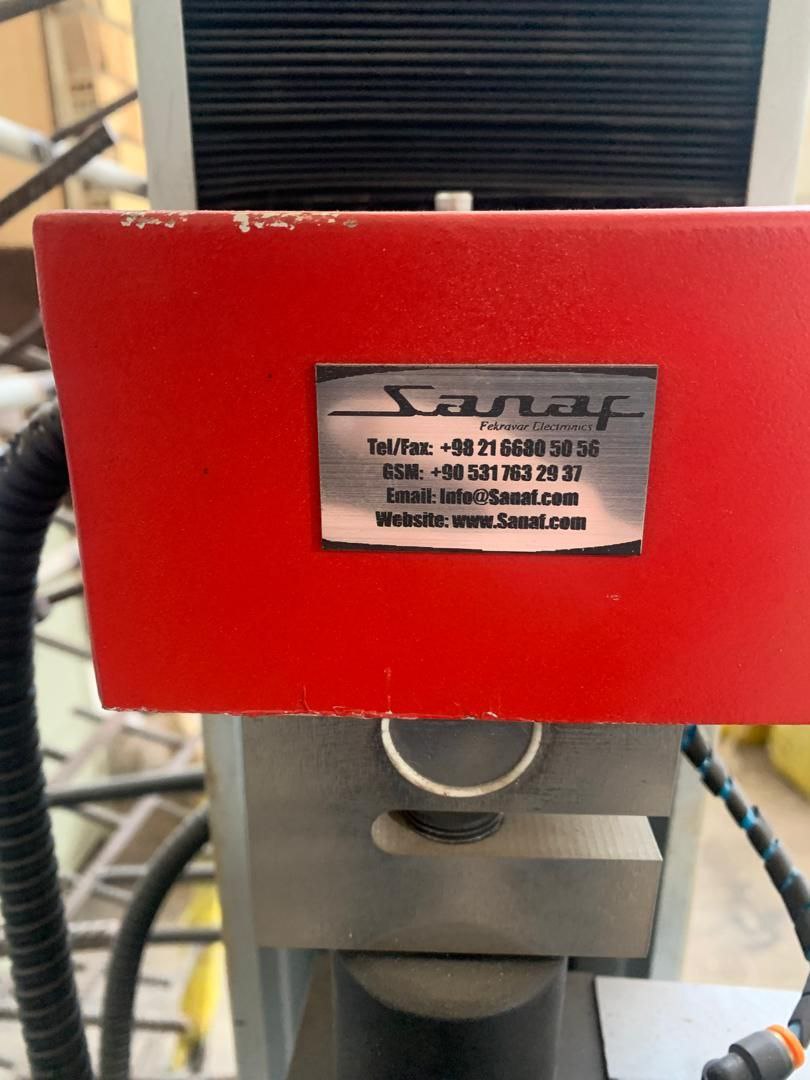 Sanaf
Fekravar Electronics
Tel/Fax: +98 21 6680 50 56
GSM: +90 531 763 29 37
Email: Info@Sanaf.com
Website: www.Sanaf.com